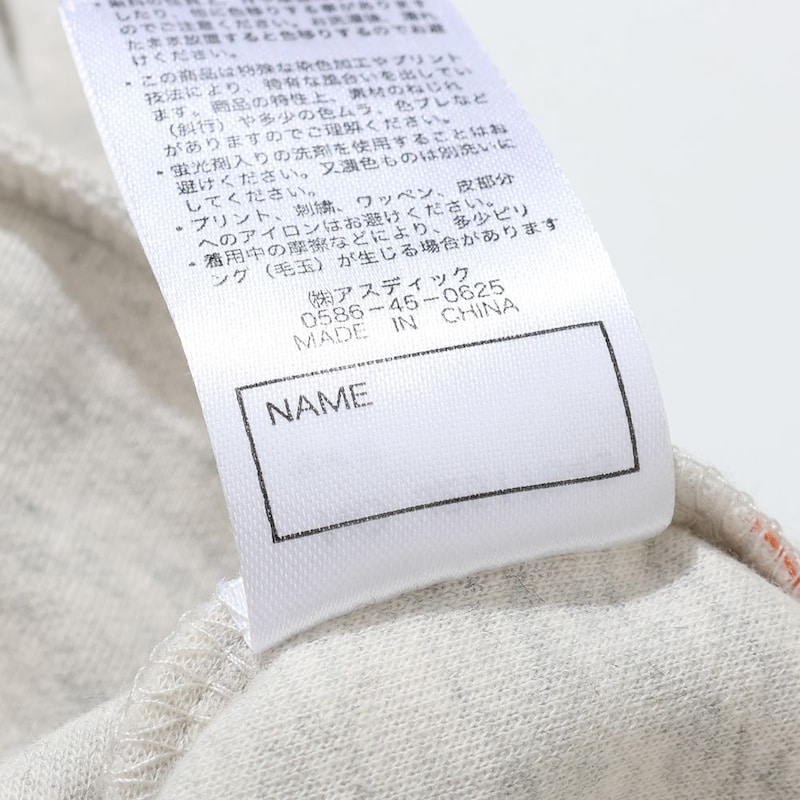 したり、他に色移りする事があります
のでご注意ください。お洗濯後、濡れ
たまま放置すると色移りするのでお避
けください。
・この商品は特殊な染色加工やプリント
技法により、特有な風合いを出してい
ます。商品の特性上、素材のねじれ
（斜行）や多少の色ムラ、色ブレなど
がありますのでご理解ください。
・蛍光剤入りの洗剤を使用することはお
避けください。又濃色ものは別洗いに
してください。
・プリント、刺繍、ワッペン、皮部分
へのアイロンはお避けください。
・着用中の摩擦などにより、多少ピリ
ング（毛玉）が生じる場合があります
㈱アスディック
0586-45-0625
MADE IN CHINA
NAME